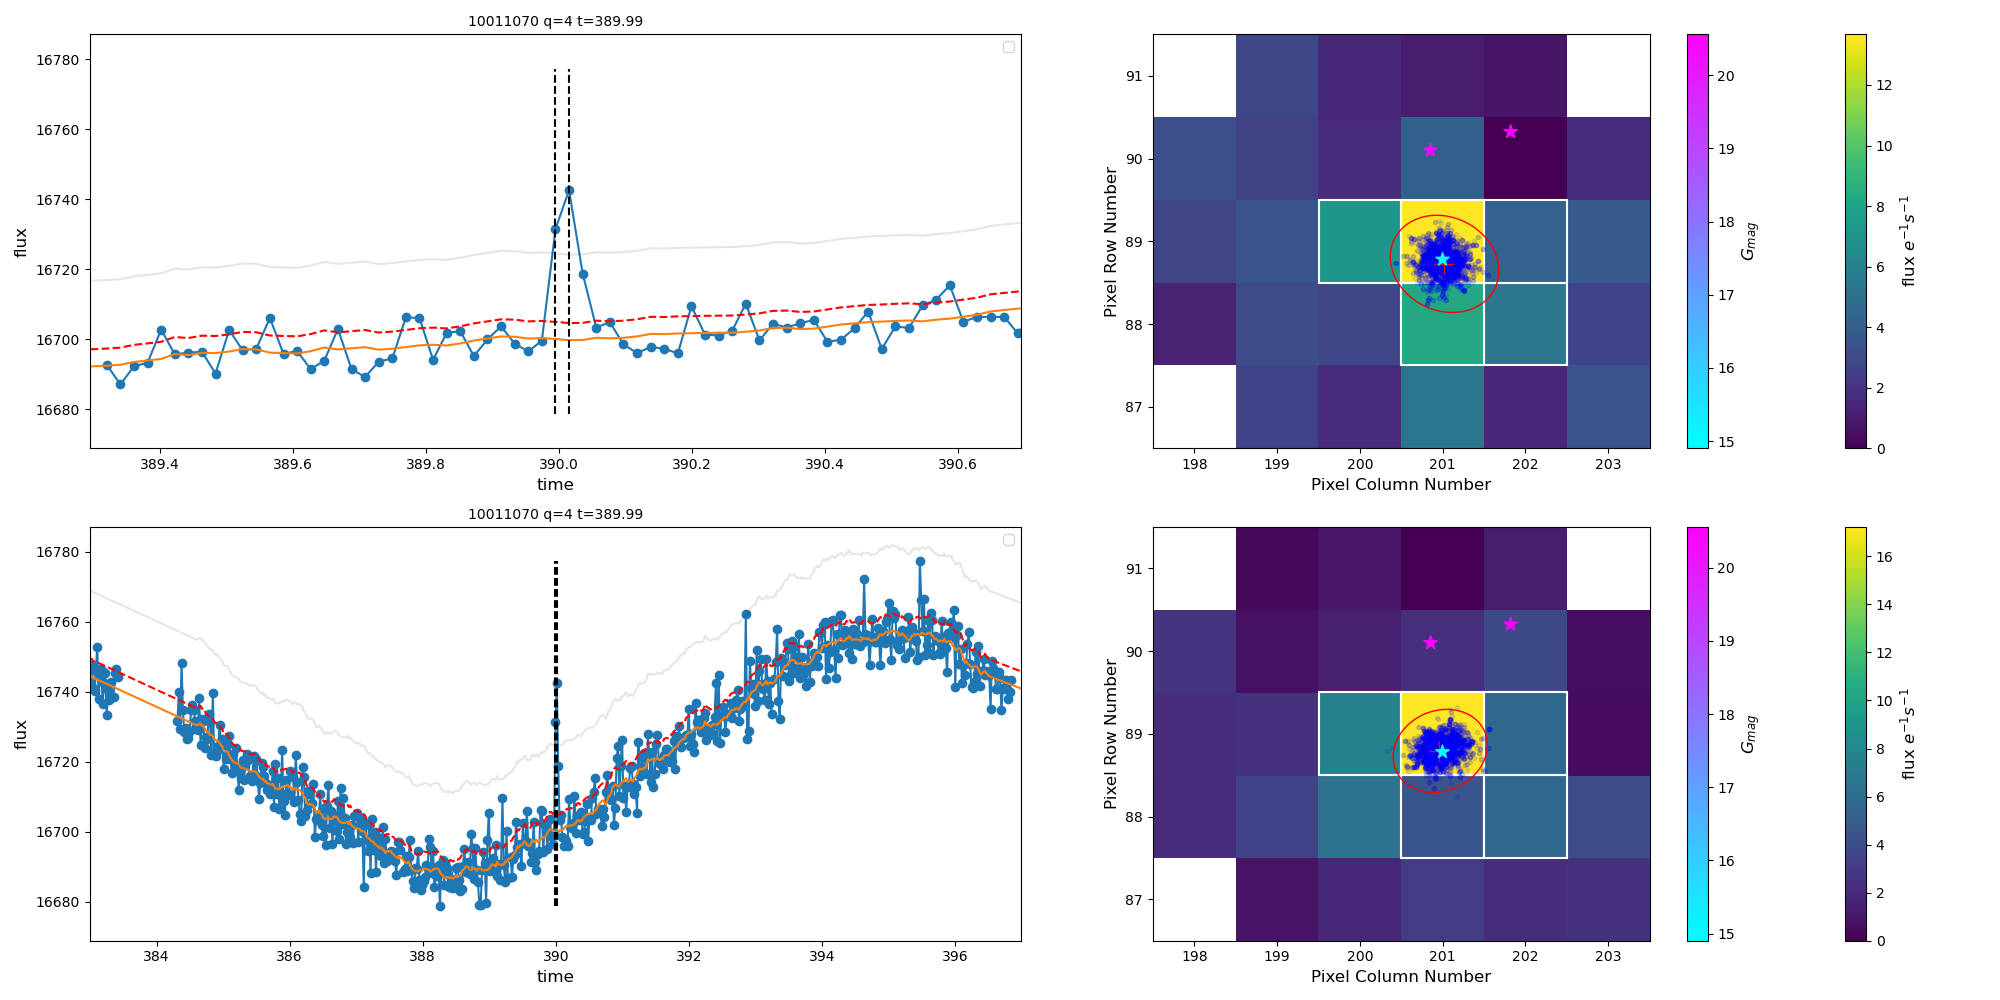 10011070 q=4 t=389.99
16780
16760
16740
16720
16700
16680
flux
389.4 389.6 389.8 390.0 390.2 390.4 390.6
time
91
90
89
88
87
Pixel Row Number
198 199 200 201 202 203
Pixel Column Number
20
19
18
17
16
15
G_mag
12
10
8
6
4
2
0
flux e⁻¹s⁻¹
10011070 q=4 t=389.99
16780
16760
16740
16720
16700
16680
flux
384 386 388 390 392 394 396
time
91
90
89
88
87
Pixel Row Number
198 199 200 201 202 203
Pixel Column Number
20
19
18
17
16
15
G_mag
16
14
12
10
8
6
4
2
0
flux e⁻¹s⁻¹